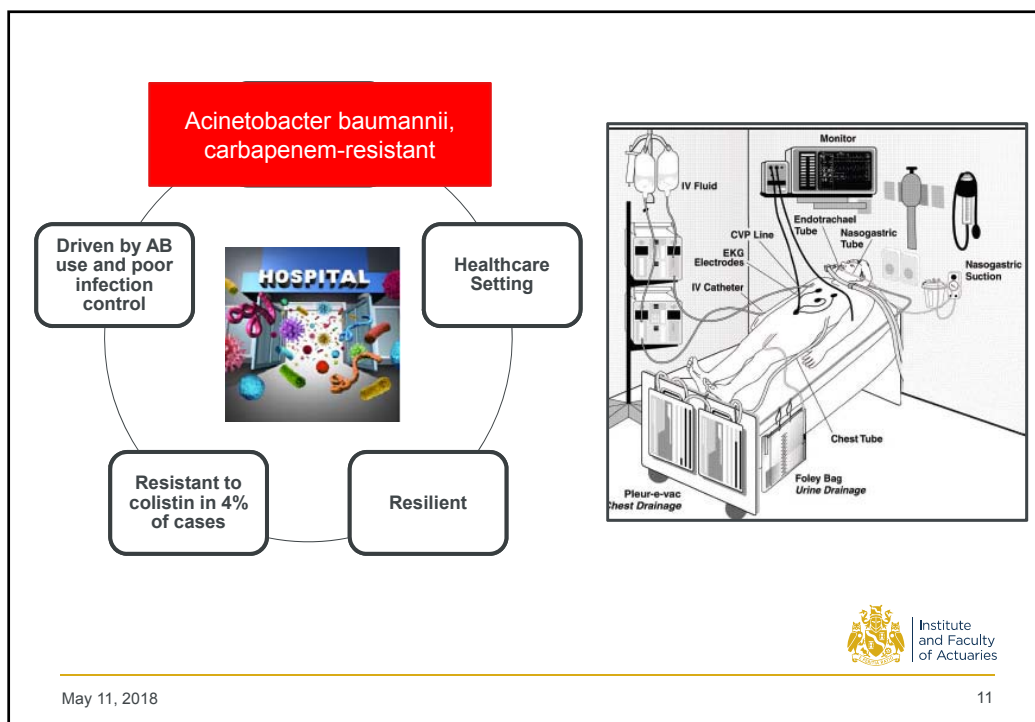 Acinetobacter baumannii,
carbapenem-resistant
Driven by AB
use and poor
infection
control
HOSPITAL
Healthcare
Setting
Resistant to
colistin in 4%
of cases
Resilient
Monitor
IV Fluid
Endotrachael
Tube
Nasogastric
Tube
CVP Line
EKG
Electrodes
IV Catheter
Nasogastric
Suction
Chest Tube
Foley Bag
Urine Drainage
Pleur-e-vac
Chest Drainage
Institute
and Faculty
of Actuaries
May 11, 2018
11